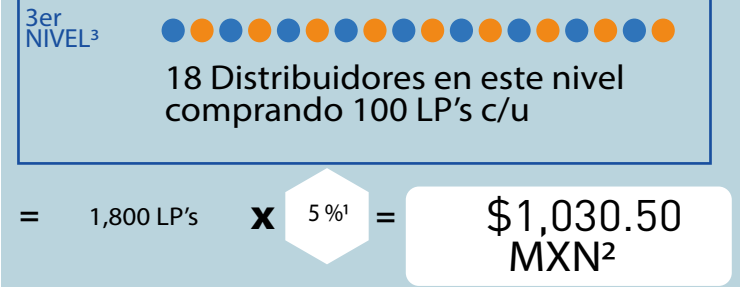 3er
NIVEL³
18 Distribuidores en este nivel
comprando 100 LP’s c/u
= 1,800 LP’s x 5 %¹ = $1,030.50
MXN²